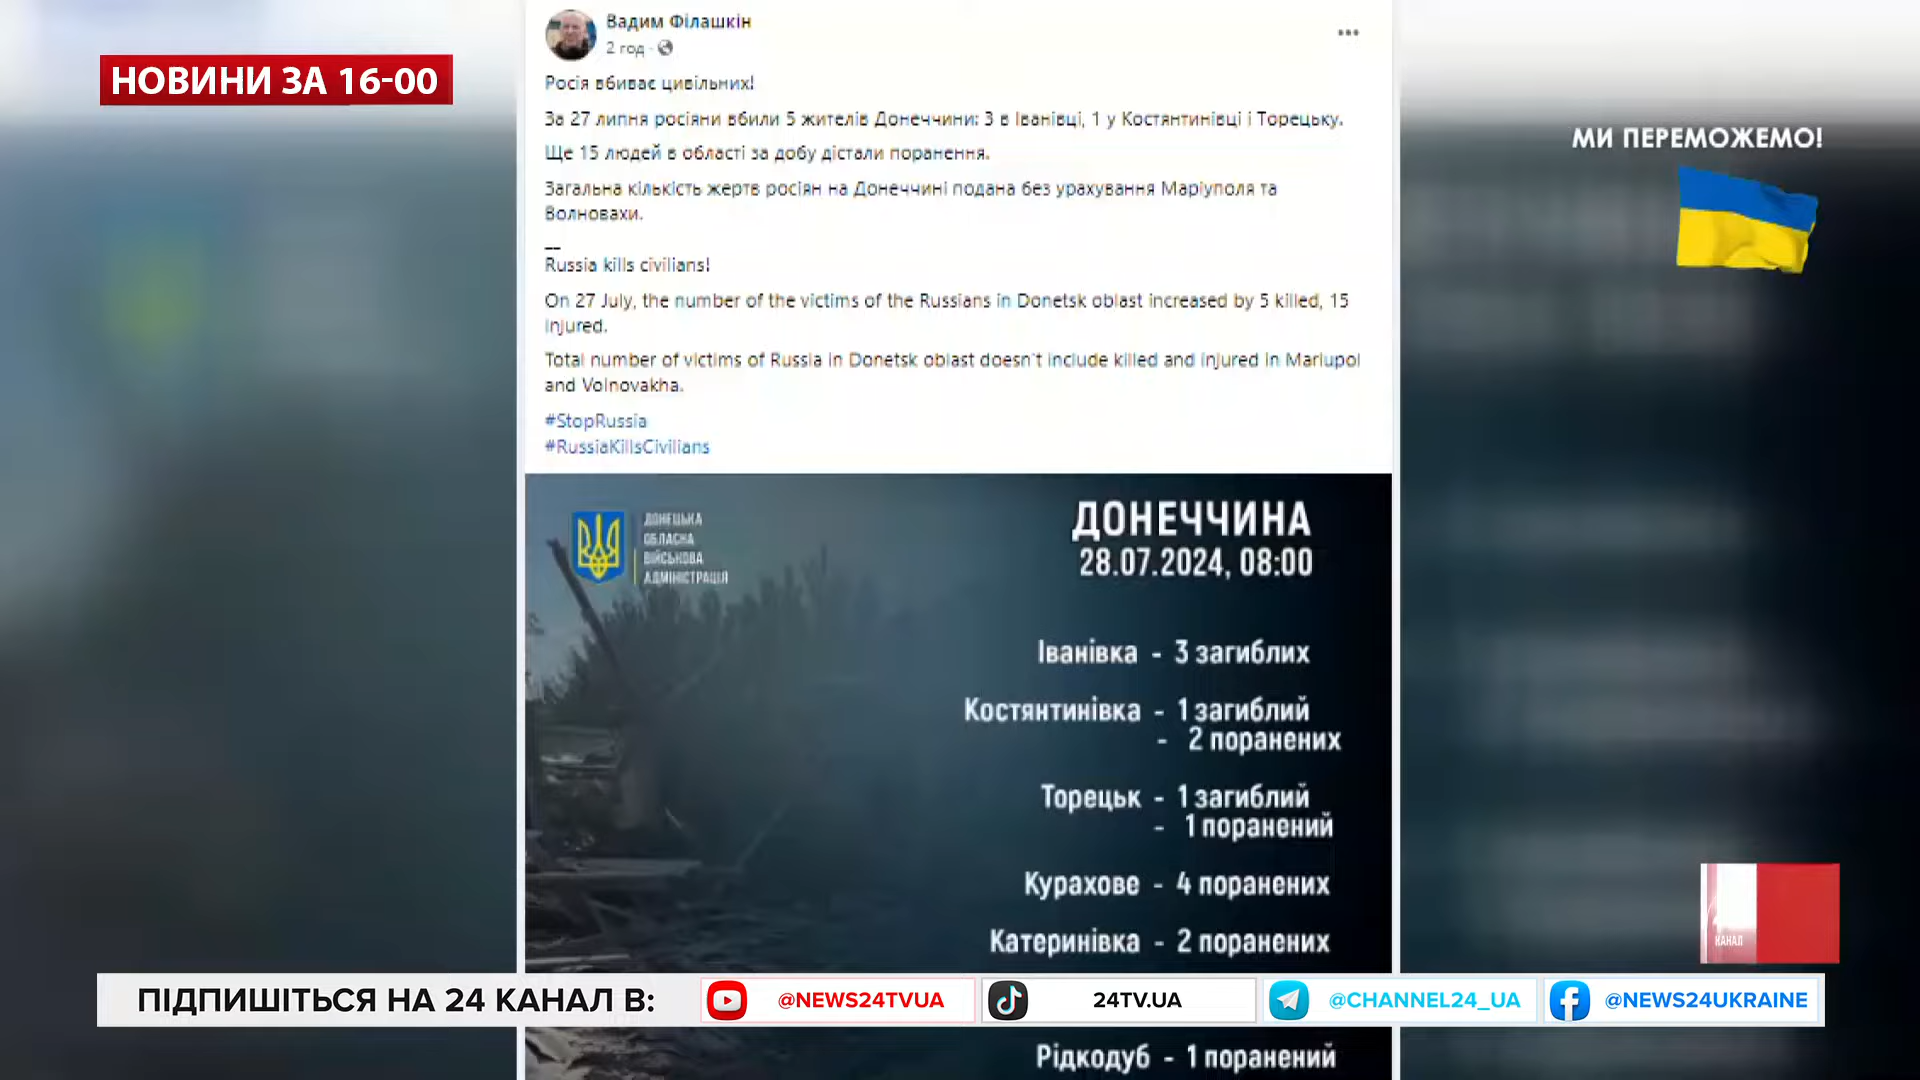 НОВИНИ ЗА 16-00
МИ ПЕРЕМОЖЕМО!
Вадим Філашкін
2 год ·
Росія вбиває цивільних!
За 27 липня росіяни вбили 5 жителів Донеччини: 3 в Іванівці, 1 у Костянтинівці і Торецьку.
Ще 15 людей в області за добу дістали поранення.
Загальна кількість жертв росіян на Донеччині подана без урахування Маріуполя та
Волновахи.
__
Russia kills civilians!
On 27 July, the number of the victims of the Russians in Donetsk oblast increased by 5 killed, 15
injured.
Total number of victims of Russia in Donetsk oblast doesn't include killed and injured in Mariupol
and Volnovakha.
#StopRussia
#RussiaKillsCivilians
ДОНЕЦЬКА
ОБЛАСНА
ВІЙСЬКОВА
АДМІНІСТРАЦІЯ
ДОНЕЧЧИНА
28.07.2024, 08:00
Іванівка - 3 загиблих
Костянтинівка - 1 загиблий
- 2 поранених
Торецьк - 1 загиблий
- 1 поранений
Курахове - 4 поранених
Катеринівка - 2 поранених
КАНАЛ
ПІДПИШІТЬСЯ НА 24 КАНАЛ В:
@NEWS24TVUA
24TV.UA
@CHANNEL24_UA
@NEWS24UKRAINE
Рідкодуб - 1 поранений